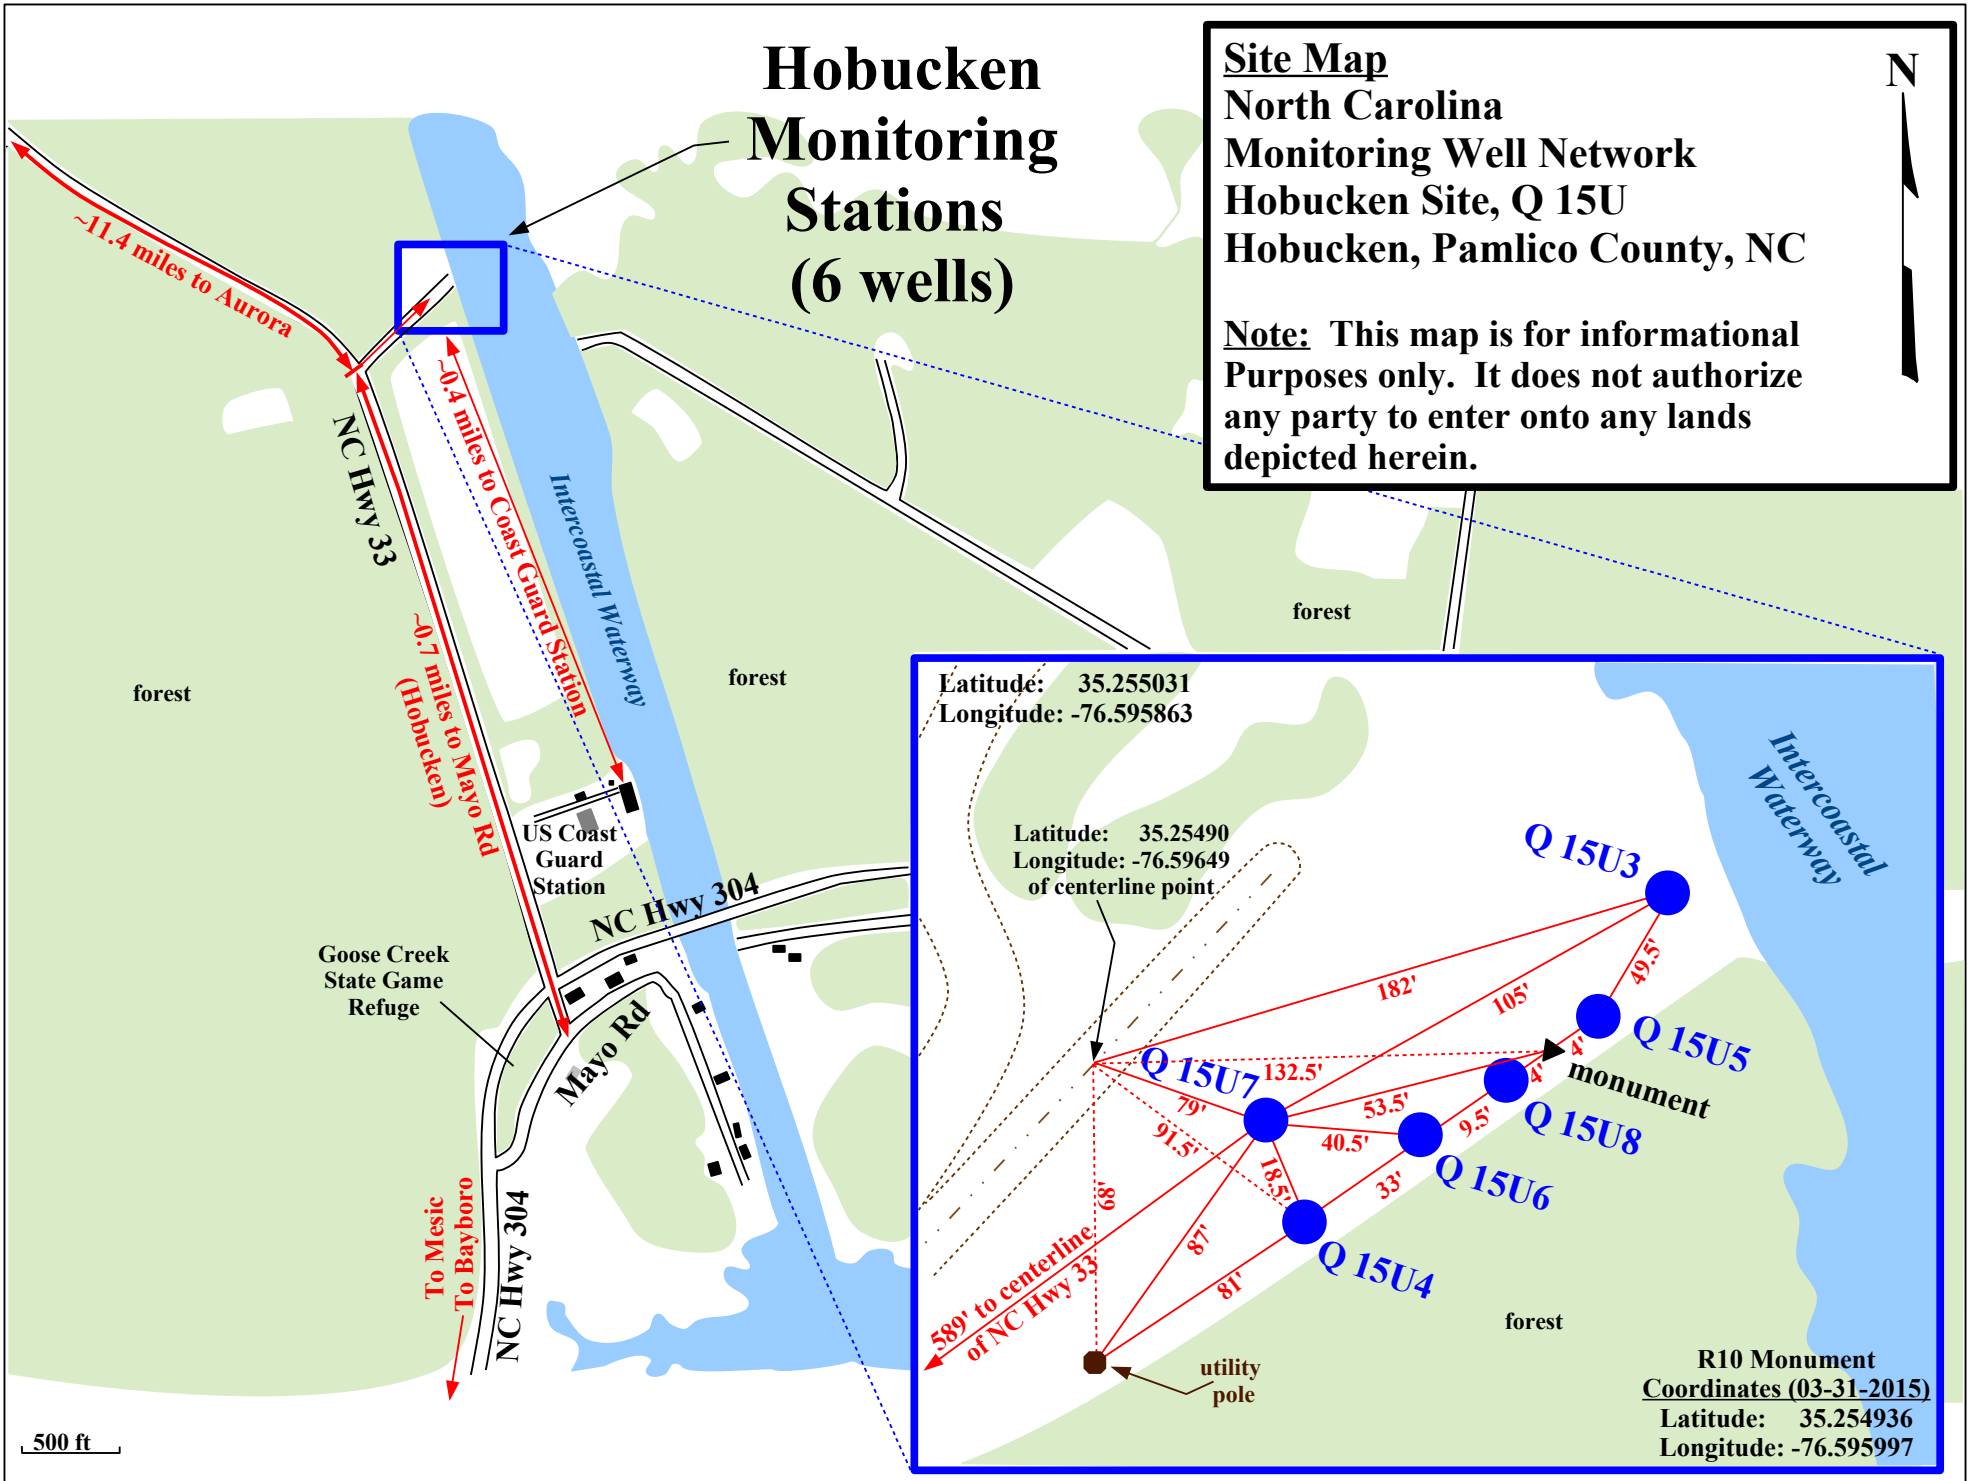 Hobucken
Monitoring
Stations
(6 wells)
Site Map
North Carolina
Monitoring Well Network
Hobucken Site, Q 15U
Hobucken, Pamlico County, NC
Note:  This map is for informational
Purposes only.  It does not authorize
any party to enter onto any lands
depicted herein.
N
~11.4 miles to Aurora
NC Hwy 33
~0.4 miles to Coast Guard Station
Intercoastal Waterway
~0.7 miles to Mayo Rd
(Hobucken)
forest
forest
forest
US Coast
Guard
Station
NC Hwy 304
Goose Creek
State Game
Refuge
Mayo Rd
To Mesic
To Bayboro
NC Hwy 304
500 ft
Latitude: 35.255031
Longitude: -76.595863
Latitude: 35.25490
Longitude: -76.59649
of centerline point
Intercoastal
Waterway
Q 15U3
49.5'
182'
105'
Q 15U5
4'
monument
4'
Q 15U7
132.5'
79'
53.5'
9.5'
Q 15U8
91.5'
40.5'
18.5'
33'
Q 15U6
68'
87'
Q 15U4
81'
589' to centerline
of NC Hwy 33
forest
utility
pole
R10 Monument
Coordinates (03-31-2015)
Latitude: 35.254936
Longitude: -76.595997